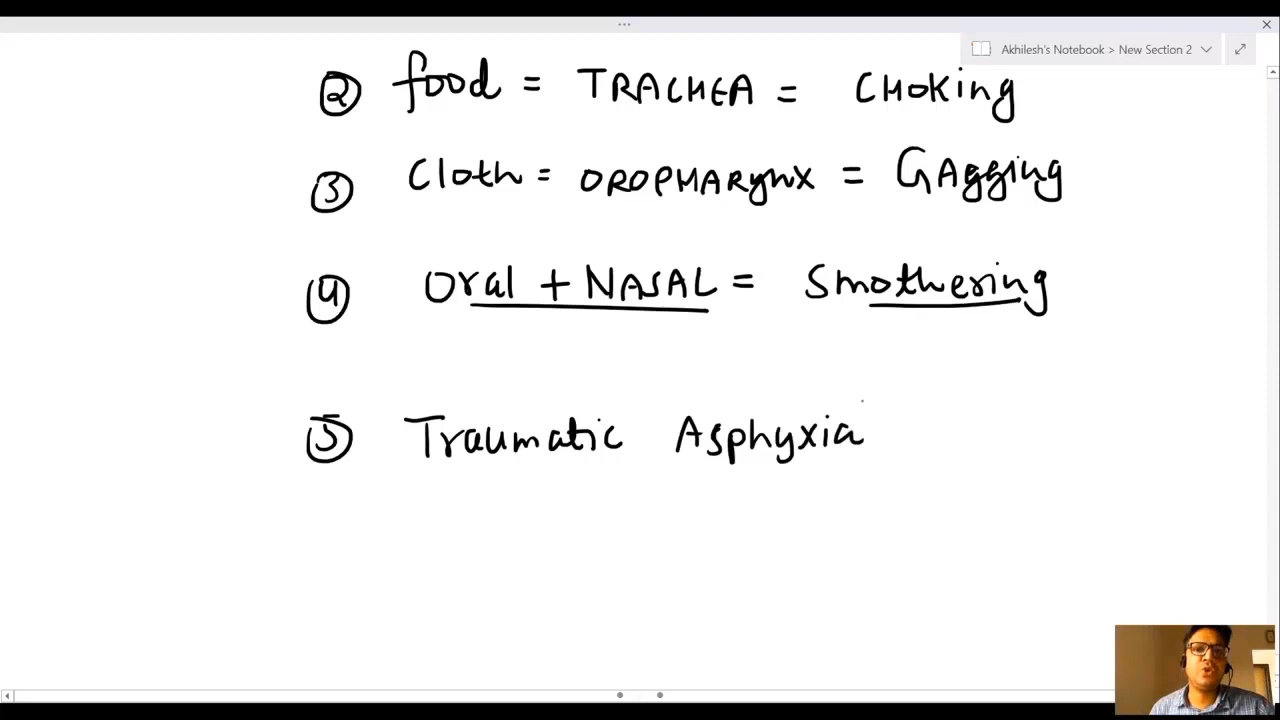 Akhilesh's Notebook > New Section 2
② food = TRACHEA = CHOKing
③ Cloth = OROPHARynx = GAgging
④ Oral + NASAL = Smothering
⑤ Traumatic Asphyxia